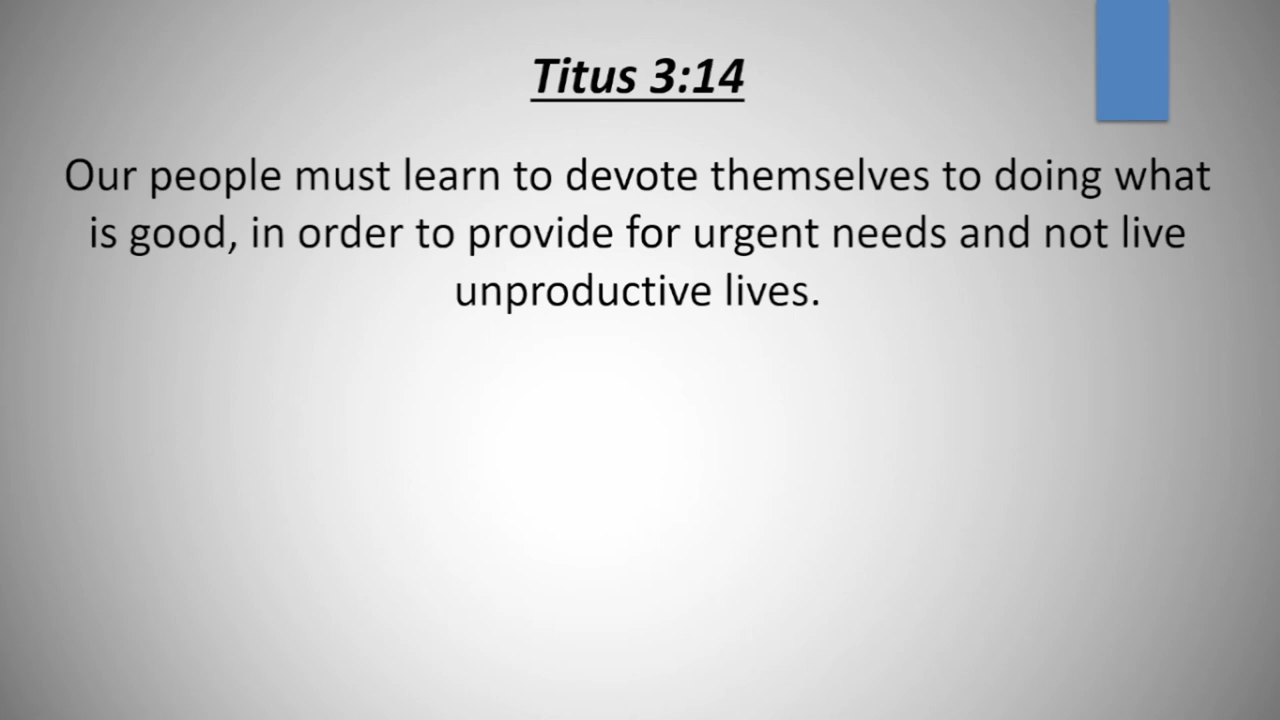 Titus 3:14
Our people must learn to devote themselves to doing what
is good, in order to provide for urgent needs and not live
unproductive lives.